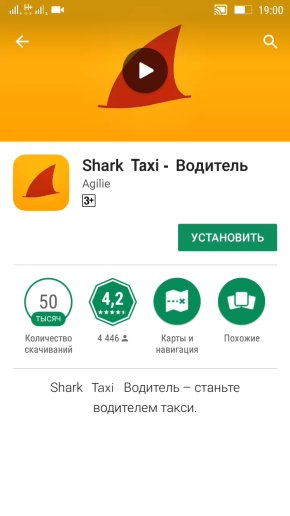 H+ 19:00
Shark Taxi - Водитель
Agilie
3+
УСТАНОВИТЬ
50
ТЫСЯЧ
Количество
скачиваний
4,2
4 446
Карты и
навигация
Похожие
Shark Taxi Водитель – станьте
водителем такси.